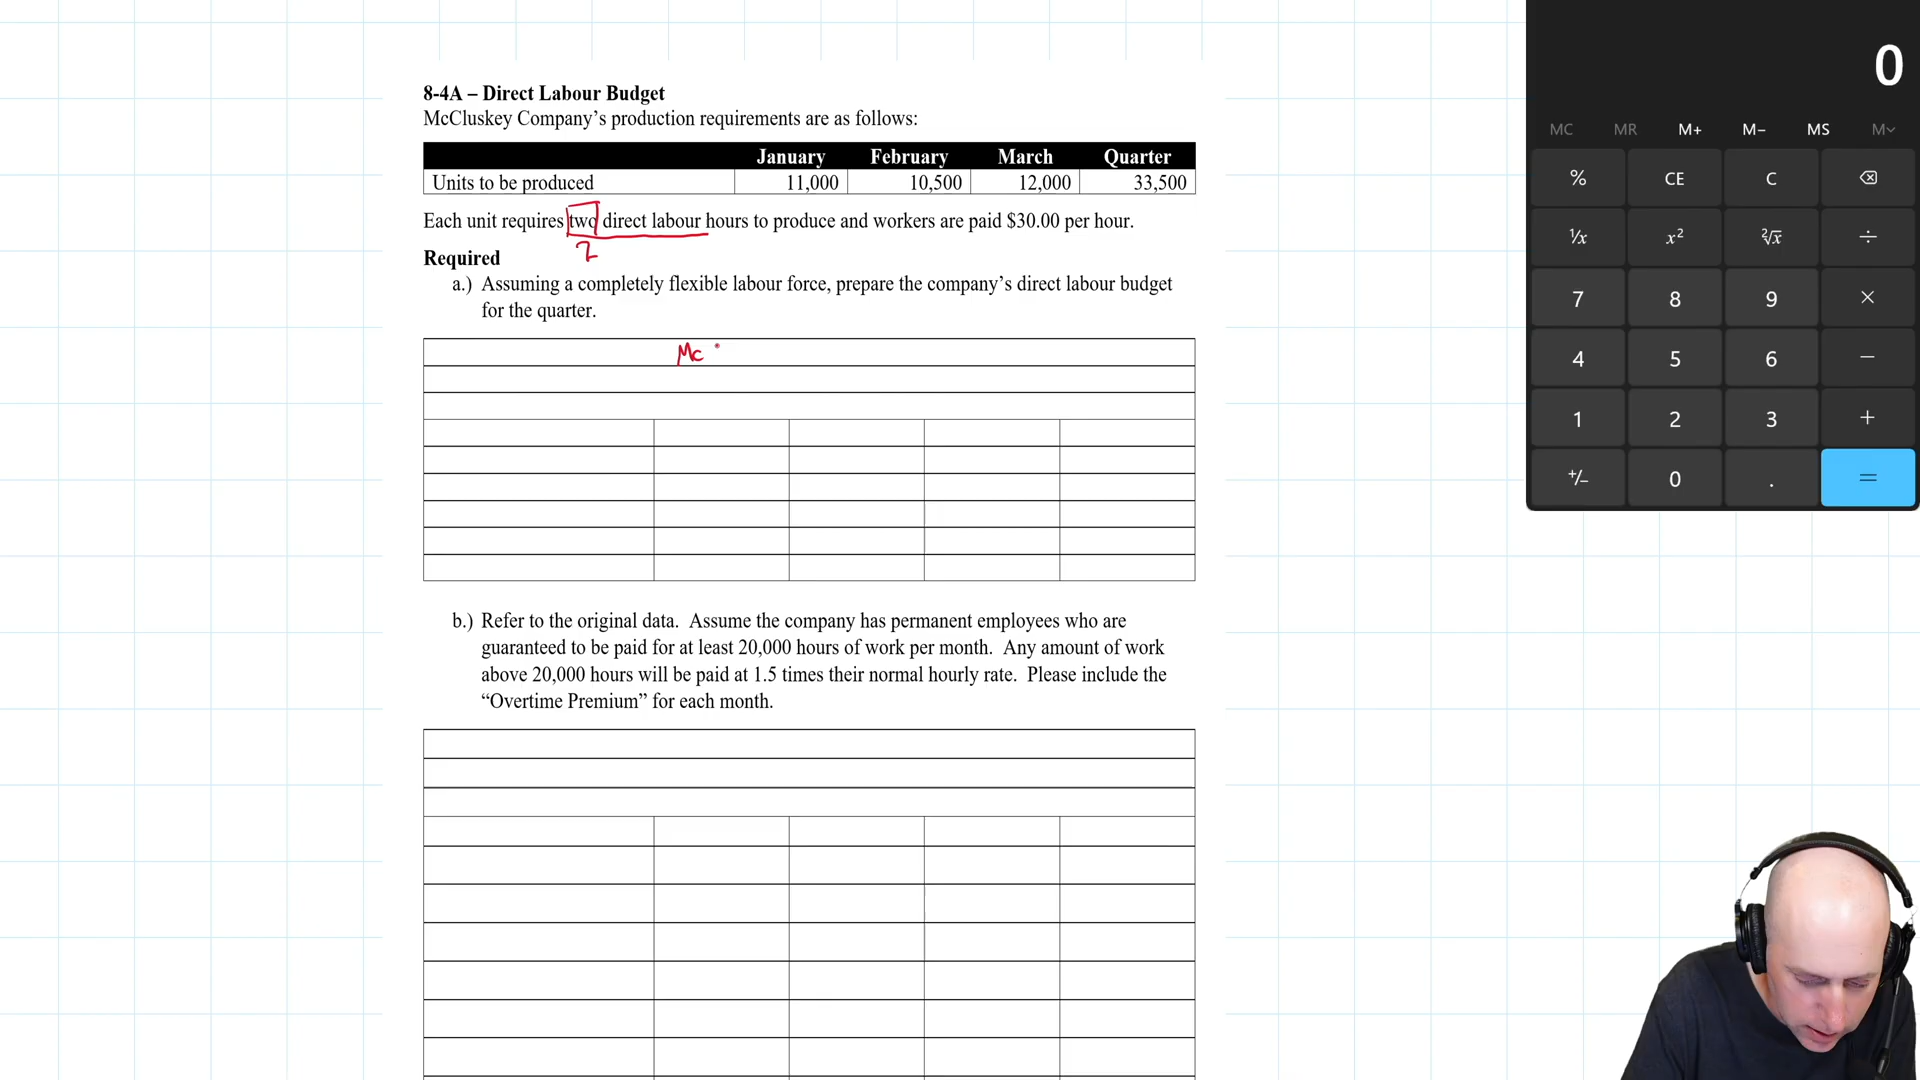 8-4A – Direct Labour Budget
McCluskey Company's production requirements are as follows:
January February March Quarter
Units to be produced 11,000 10,500 12,000 33,500
Each unit requires two direct labour hours to produce and workers are paid $30.00 per hour.
2
Required
a.) Assuming a completely flexible labour force, prepare the company's direct labour budget
for the quarter.
Mc
b.) Refer to the original data. Assume the company has permanent employees who are
guaranteed to be paid for at least 20,000 hours of work per month. Any amount of work
above 20,000 hours will be paid at 1.5 times their normal hourly rate. Please include the
“Overtime Premium” for each month.
0
MC MR M+ M− MS M˅
% CE C ⌫
¹/x x² ²√x ÷
7 8 9 ×
4 5 6 −
1 2 3 +
+/− 0 . =